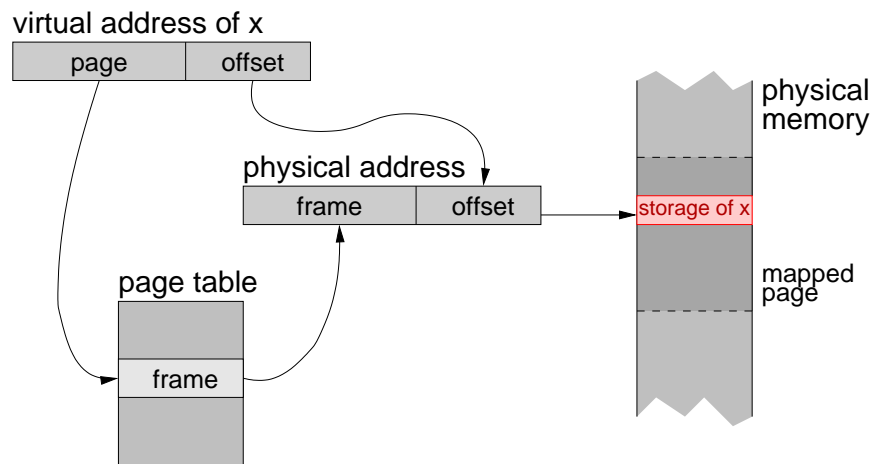 virtual address of x
page
offset
physical
memory
physical address
frame
offset
storage of x
mapped
page
page table
frame